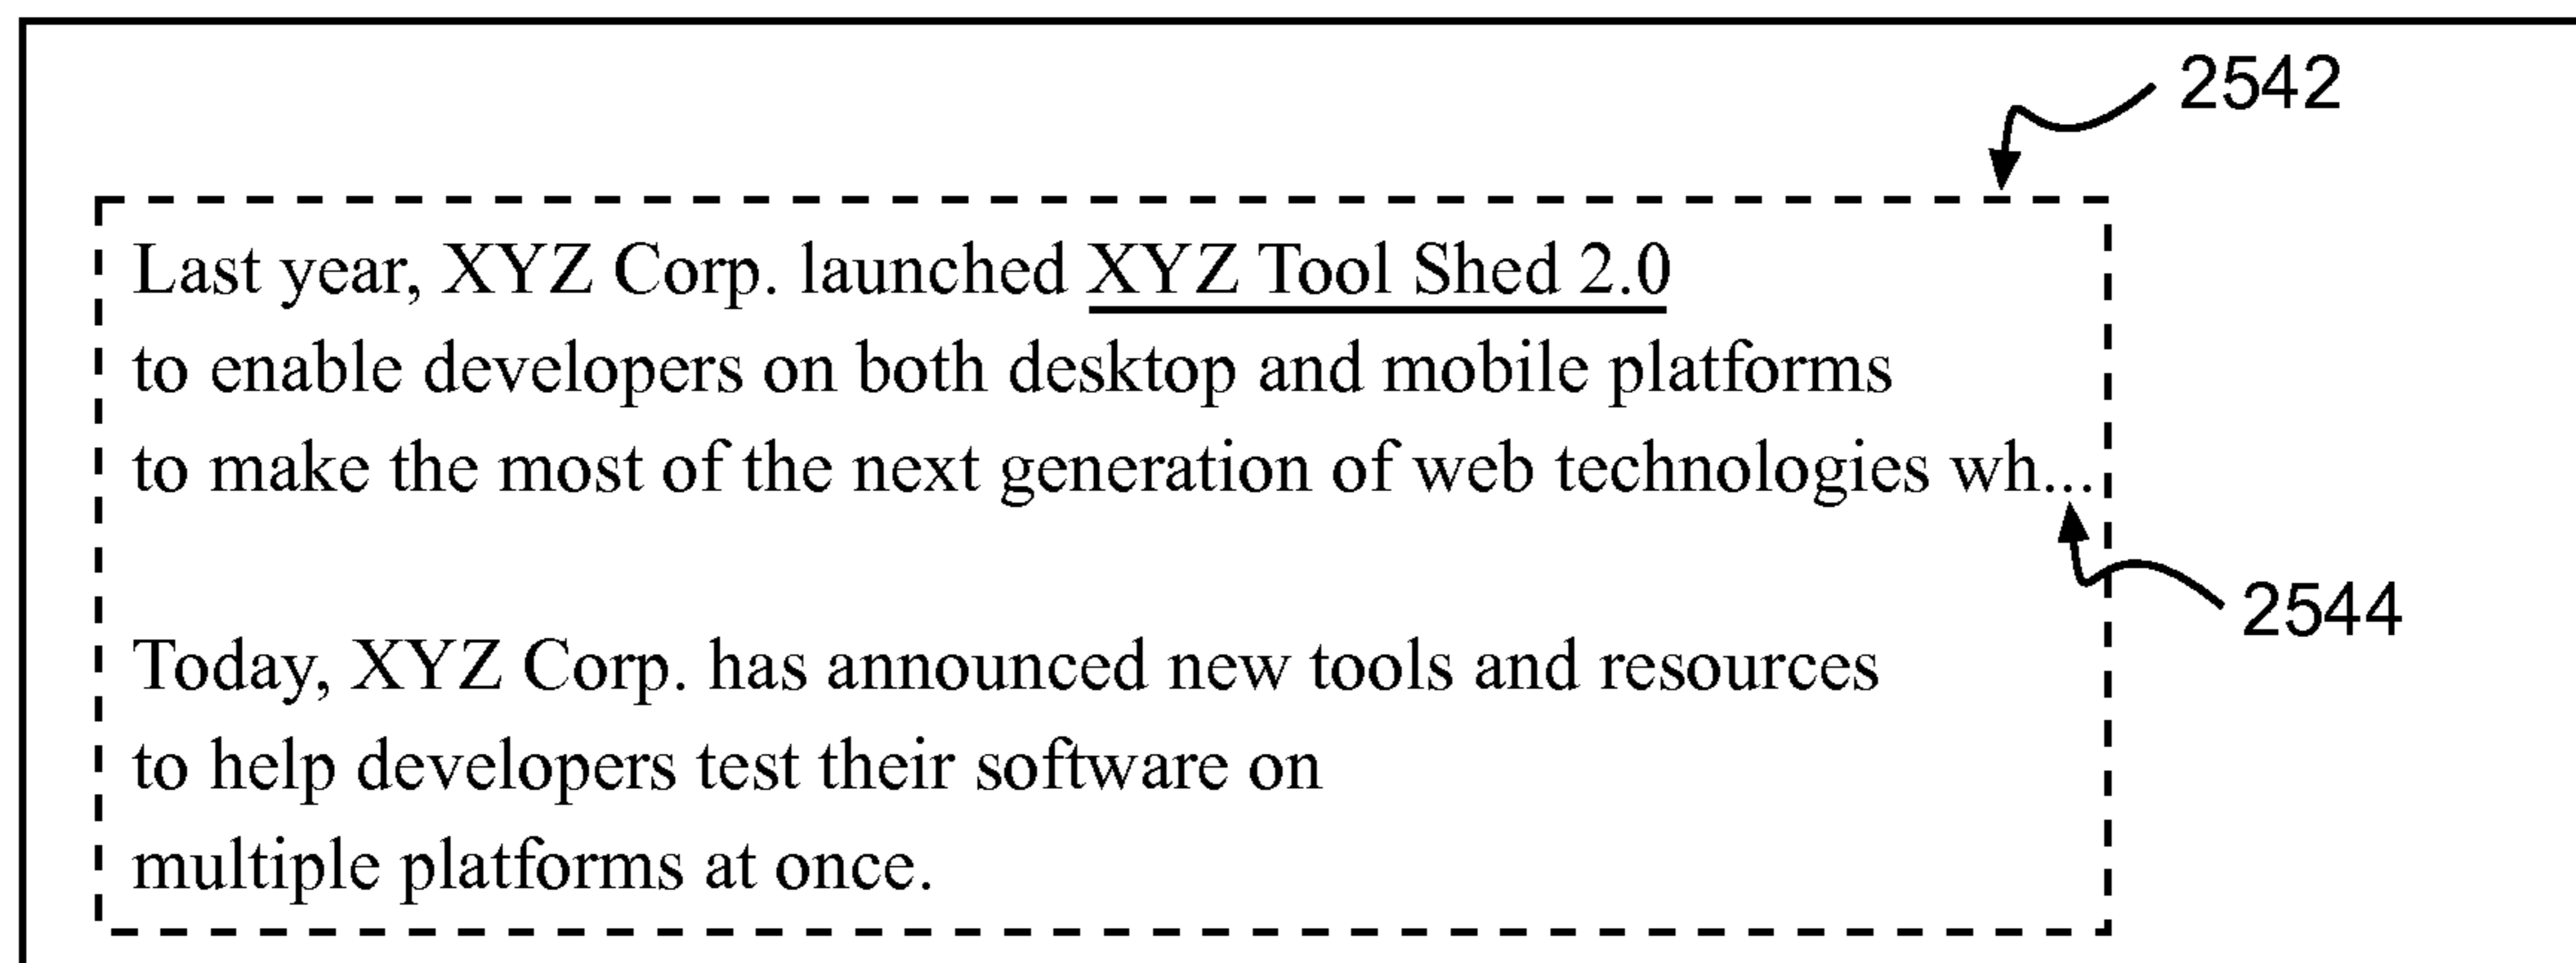 2542
Last year, XYZ Corp. launched XYZ Tool Shed 2.0
to enable developers on both desktop and mobile platforms
to make the most of the next generation of web technologies wh...
2544
Today, XYZ Corp. has announced new tools and resources
to help developers test their software on
multiple platforms at once.